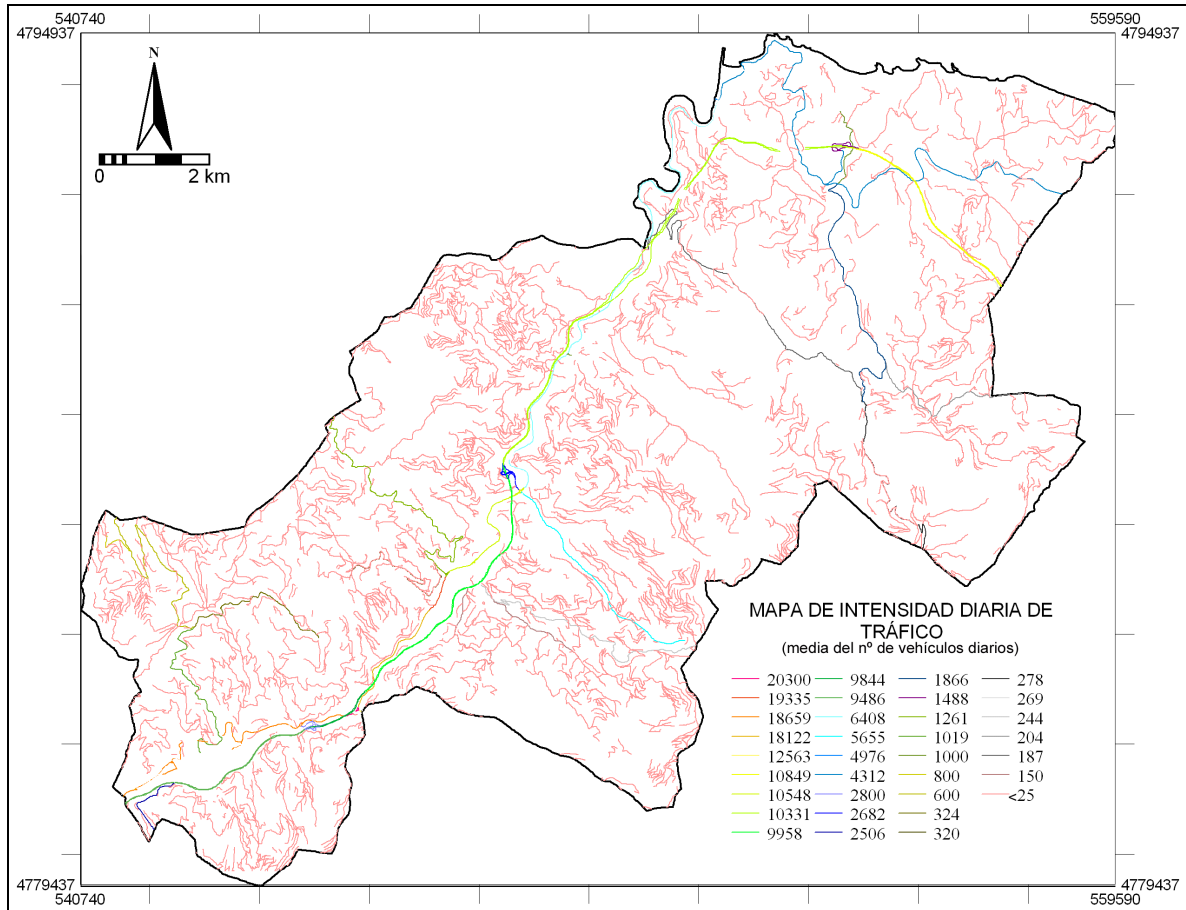 540740
559590
4794937
4794937
N
0 2 km
MAPA DE INTENSIDAD DIARIA DE
TRÁFICO
(media del nº de vehículos diarios)
20300 9844 1866 278
19335 9486 1488 269
18659 6408 1261 244
18122 5655 1019 204
12563 4976 1000 187
10849 4312 800 150
10548 2800 600 <25
10331 2682 324
9958 2506 320
4779437
4779437
540740
559590